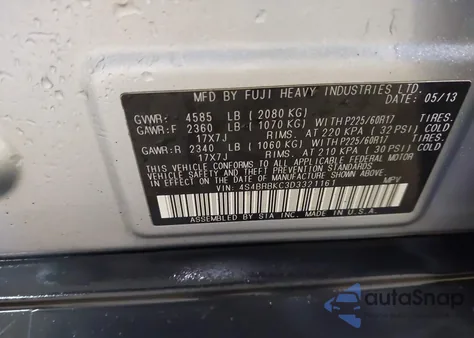 MFD BY FUJI HEAVY INDUSTRIES LTD.
DATE: 05/13
GVWR: 4585 LB ( 2080 KG)
GAWR:F 2360 LB ( 1070 KG) WITH P225/60R17 TIRES.
17X7J RIMS. AT 220 KPA ( 32 PSI) COLD
GAWR:R 2340 LB ( 1060 KG) WITH P225/60R17 TIRES.
17X7J RIMS. AT 210 KPA ( 30 PSI) COLD
THIS VEHICLE CONFORMS TO ALL APPLICABLE FEDERAL MOTOR
VEHICLE SAFETY STANDARDS IN EFFECT ON THE DATE OF
MANUFACTURE SHOWN ABOVE.
VIN: 4S4BRBKC3D3321161 MPV
ASSEMBLED BY SIA INC. MADE IN U.S.A.
autoSnap
POWERED BY AutoAstat